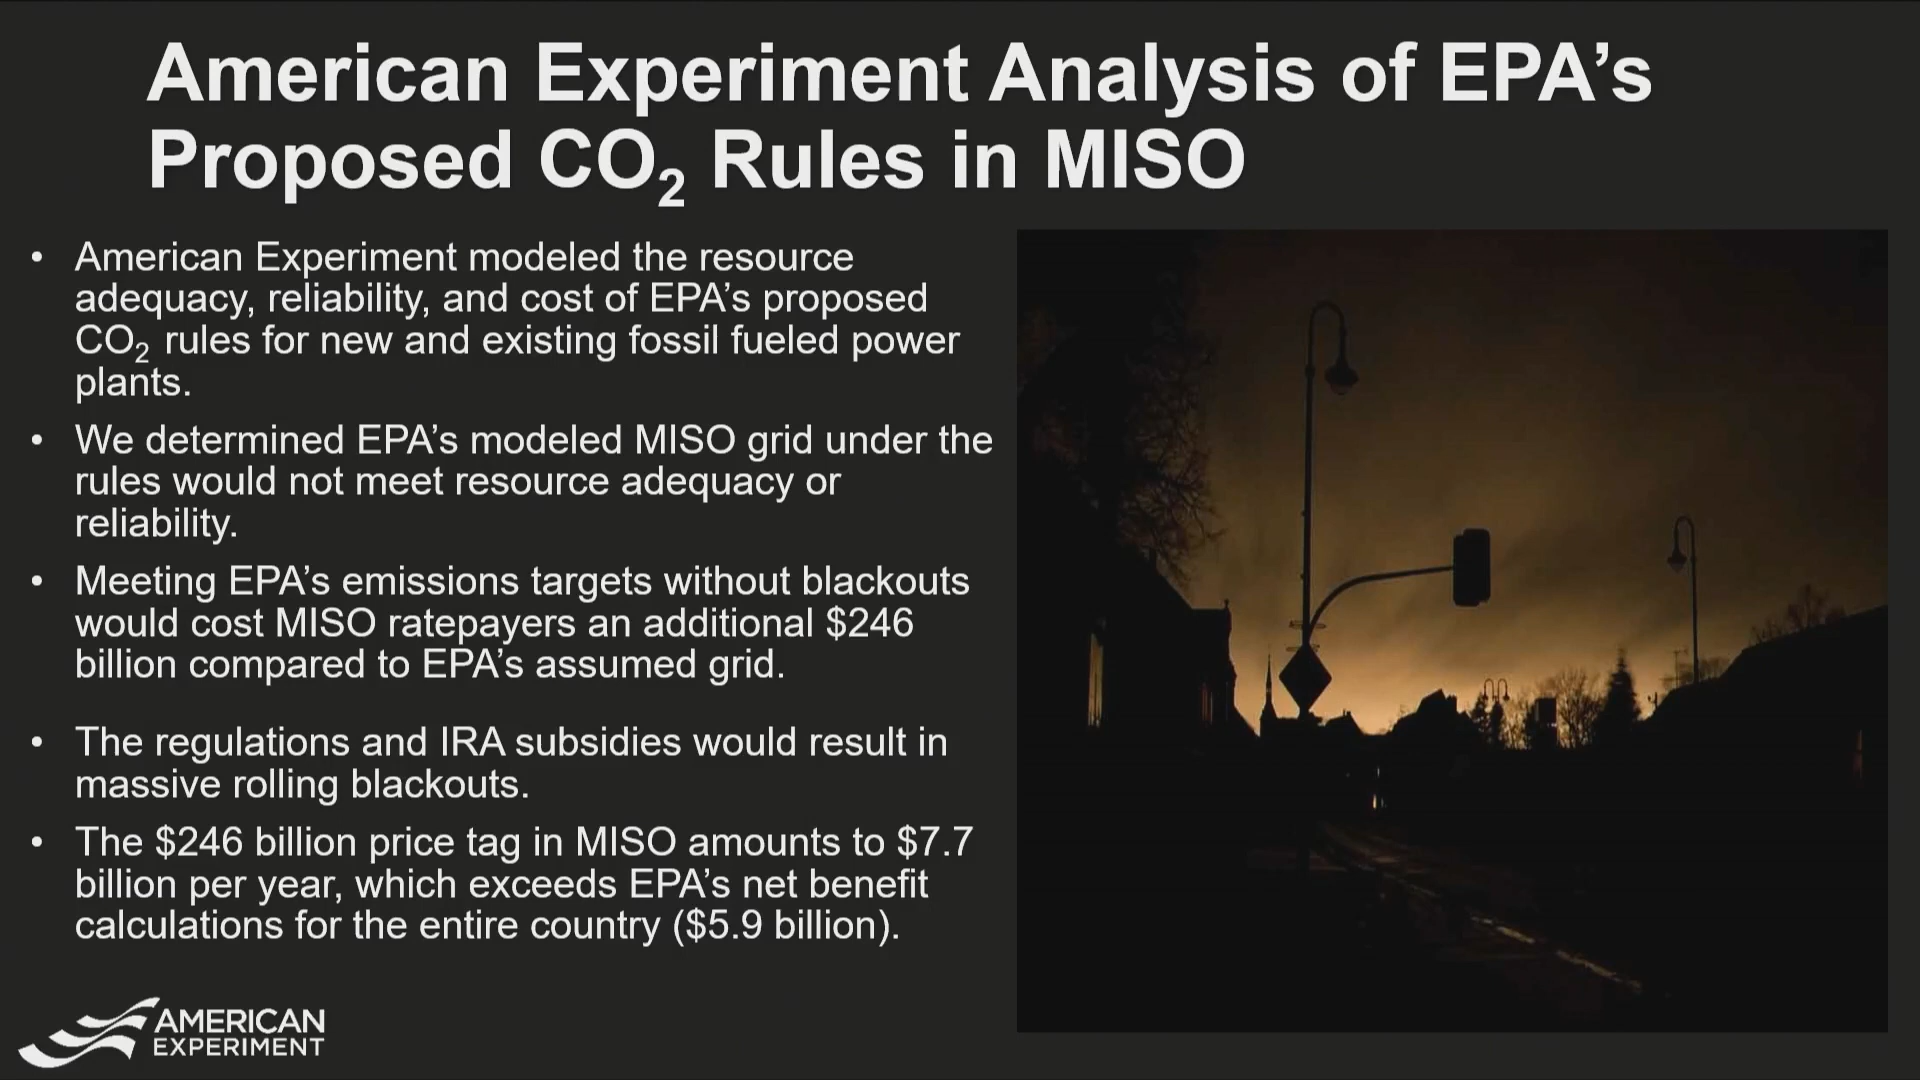 American Experiment Analysis of EPA’s
Proposed CO₂ Rules in MISO
• American Experiment modeled the resource
adequacy, reliability, and cost of EPA’s proposed
CO₂ rules for new and existing fossil fueled power
plants.
• We determined EPA’s modeled MISO grid under the
rules would not meet resource adequacy or
reliability.
• Meeting EPA’s emissions targets without blackouts
would cost MISO ratepayers an additional $246
billion compared to EPA’s assumed grid.
• The regulations and IRA subsidies would result in
massive rolling blackouts.
• The $246 billion price tag in MISO amounts to $7.7
billion per year, which exceeds EPA’s net benefit
calculations for the entire country ($5.9 billion).
AMERICAN
EXPERIMENT